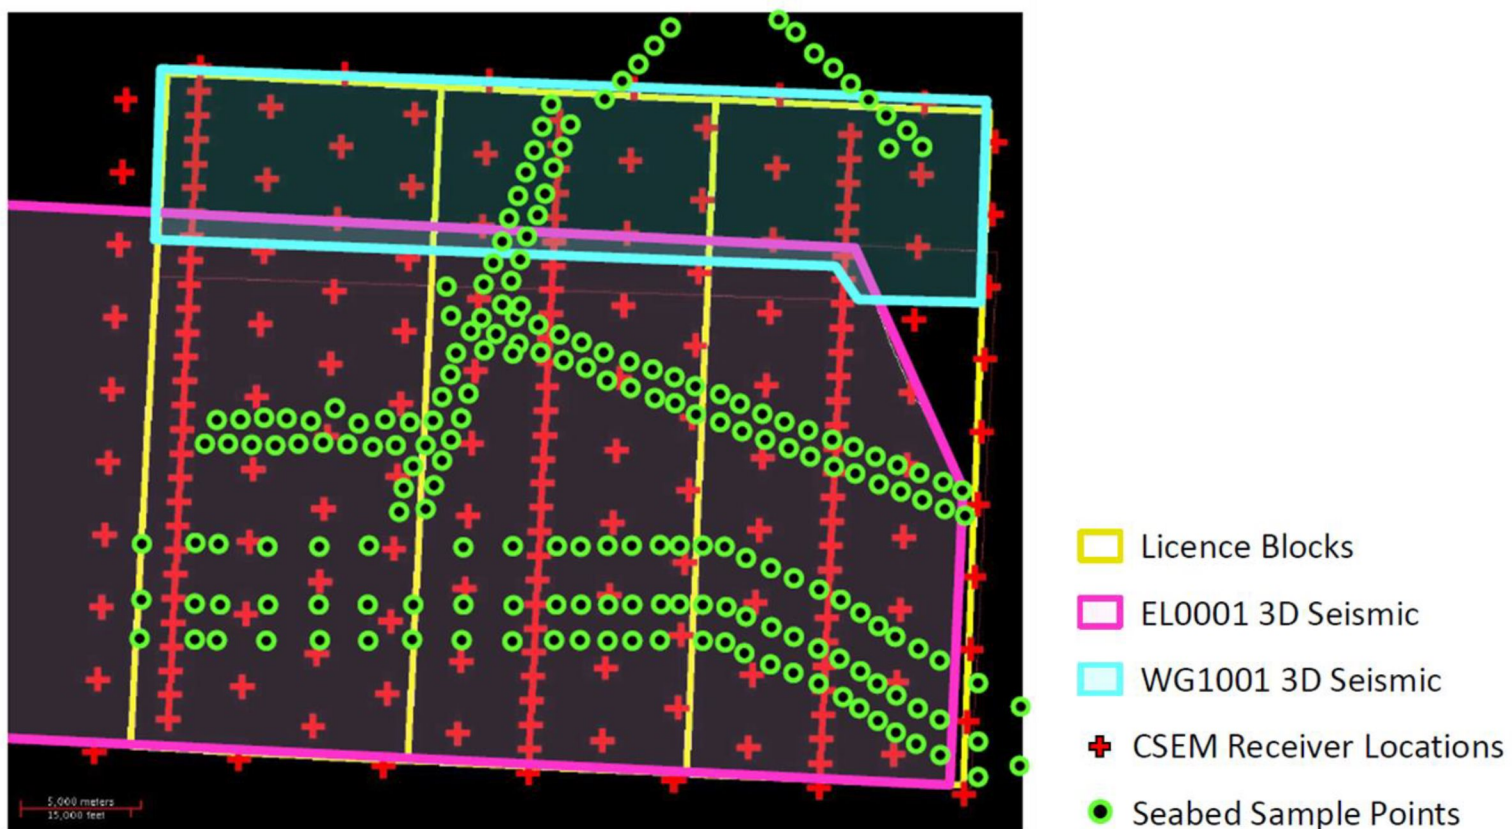 Licence Blocks
EL0001 3D Seismic
WG1001 3D Seismic
CSEM Receiver Locations
Seabed Sample Points
5,000 meters
15,000 feet